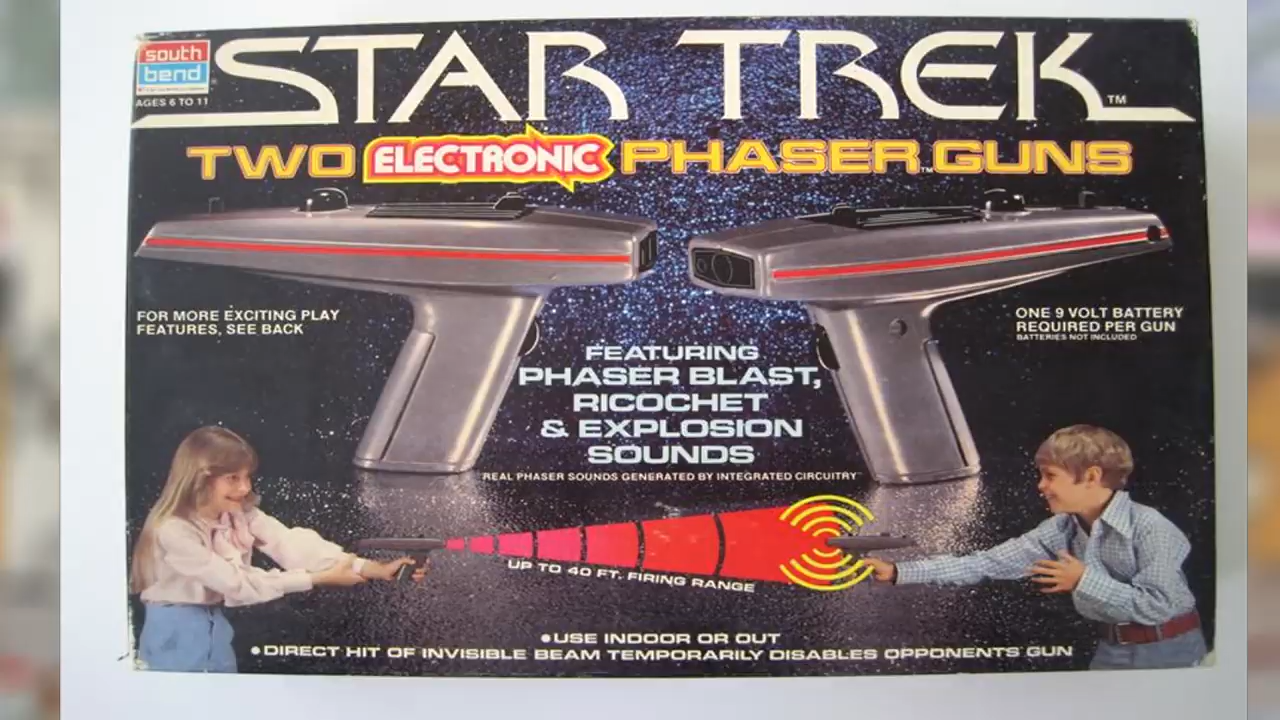 south
bend
AGES 6 TO 11
STAR TREK™
TWO ELECTRONIC PHASER™ GUNS
FOR MORE EXCITING PLAY
FEATURES, SEE BACK
ONE 9 VOLT BATTERY
REQUIRED PER GUN
BATTERIES NOT INCLUDED
FEATURING
PHASER BLAST,
RICOCHET
& EXPLOSION
SOUNDS
REAL PHASER SOUNDS GENERATED BY INTEGRATED CIRCUITRY
UP TO 40 FT. FIRING RANGE
•USE INDOOR OR OUT
•DIRECT HIT OF INVISIBLE BEAM TEMPORARILY DISABLES OPPONENTS GUN